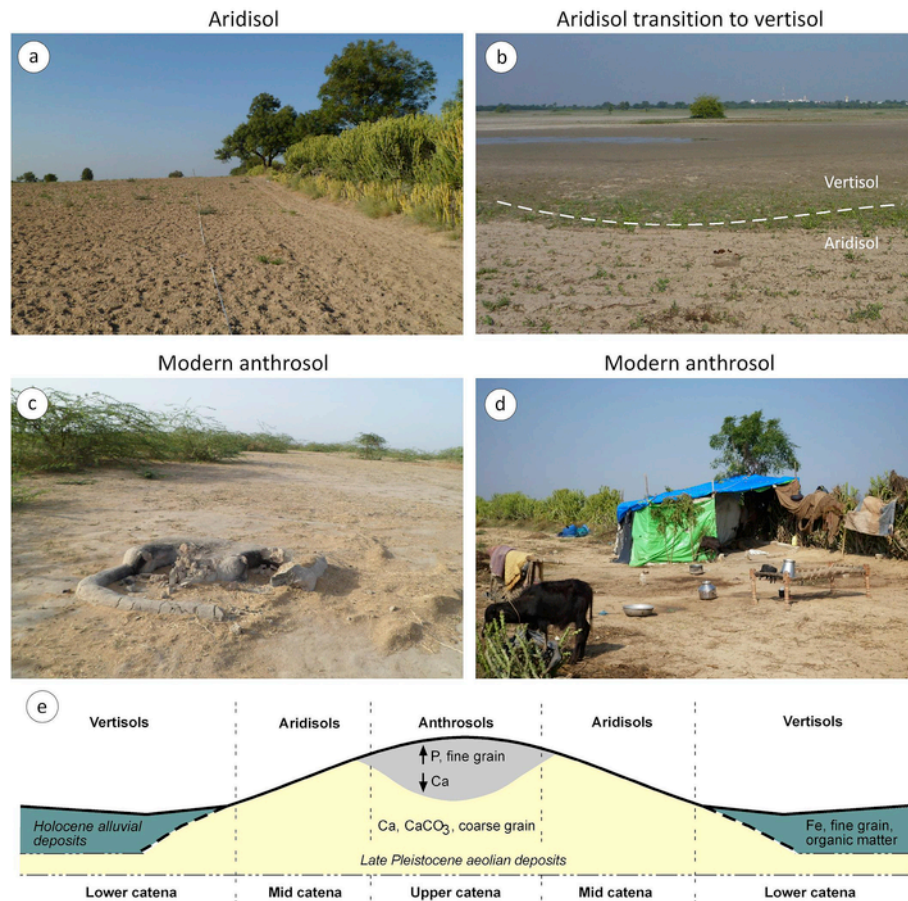 Aridisol
Aridisol transition to vertisol
a
b
Vertisol
Aridisol
Modern anthrosol
Modern anthrosol
c
d
e
Vertisols
Aridisols
Anthrosols
Aridisols
Vertisols
P, fine grain
Ca
Holocene alluvial
deposits
Ca, CaCO₃, coarse grain
Fe, fine grain,
organic matter
Late Pleistocene aeolian deposits
Lower catena
Mid catena
Upper catena
Mid catena
Lower catena